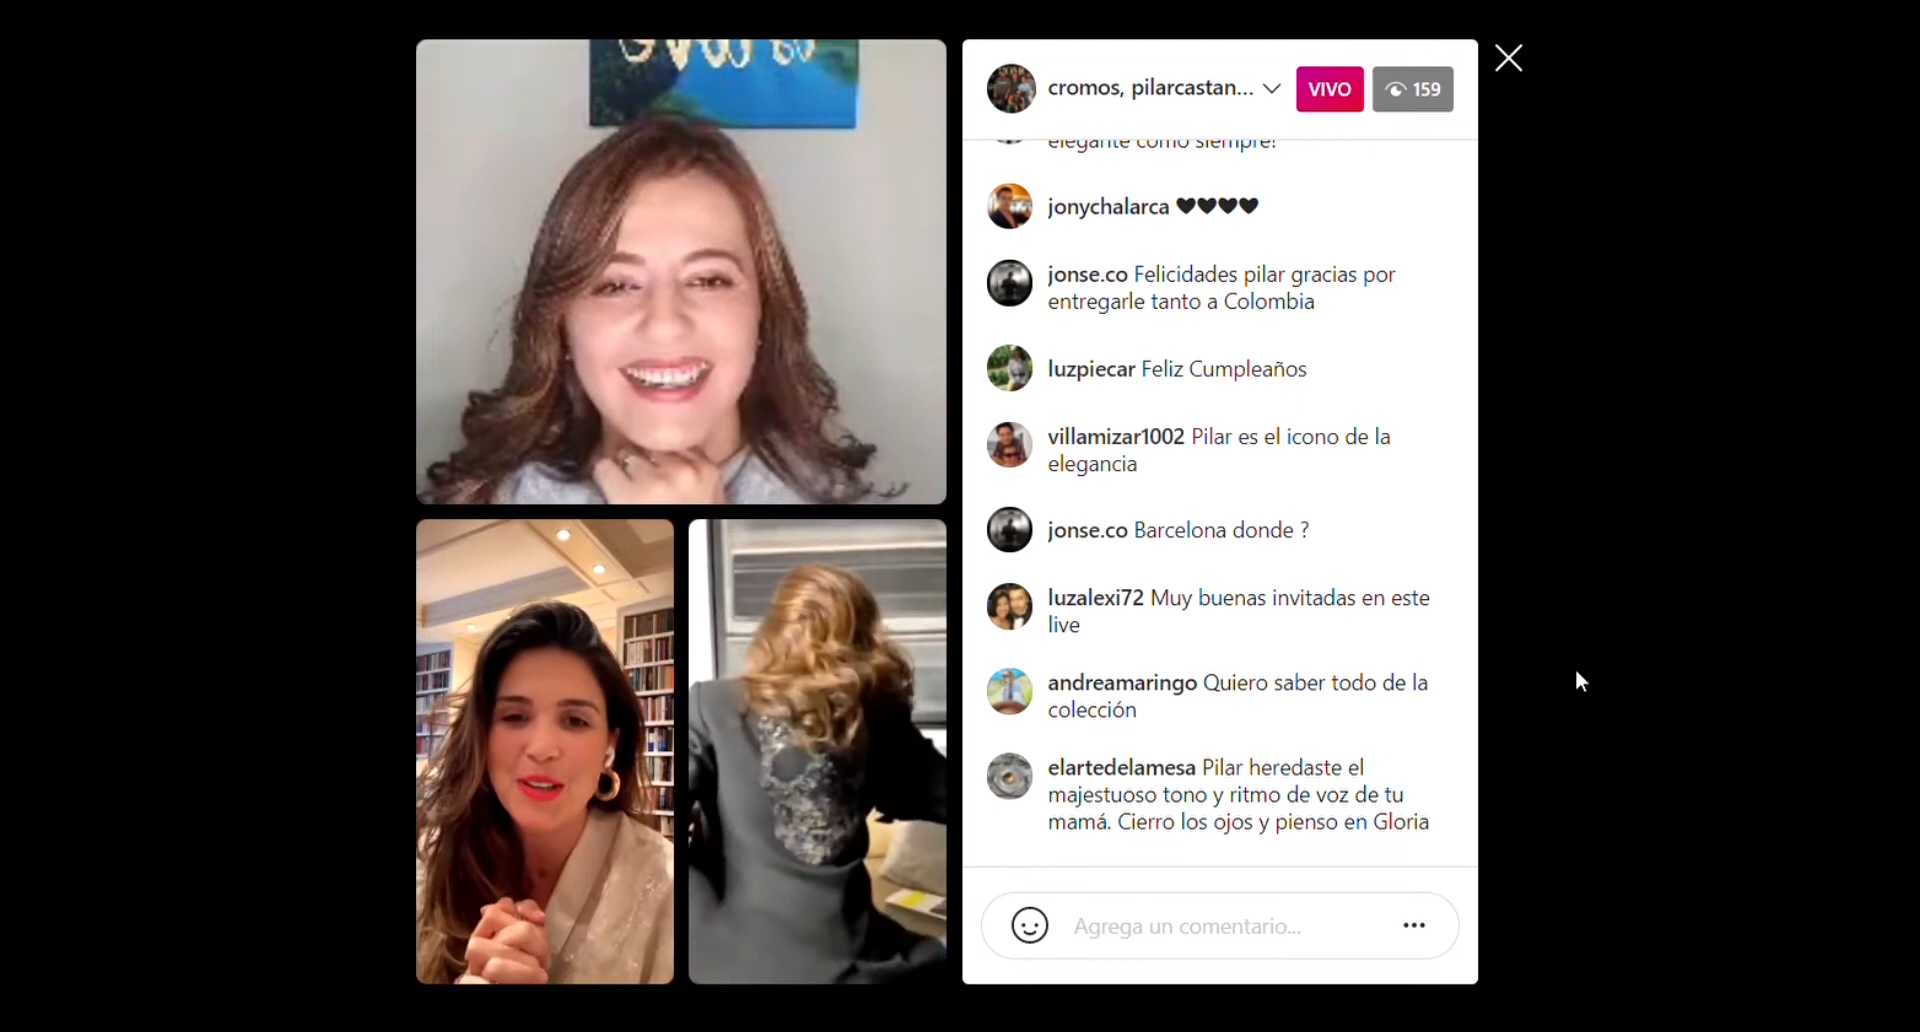 cromos, pilarcastan...
VIVO
159
elegante como siempre!
jonychalarca ♥♥♥♥
jonse.co Felicidades pilar gracias por
entregarle tanto a Colombia
luzpiecar Feliz Cumpleaños
villamizar1002 Pilar es el icono de la
elegancia
jonse.co Barcelona donde ?
luzalexi72 Muy buenas invitadas en este
live
andreamaringo Quiero saber todo de la
colección
elartedelamesa Pilar heredaste el
majestuoso tono y ritmo de voz de tu
mamá. Cierro los ojos y pienso en Gloria
Agrega un comentario...